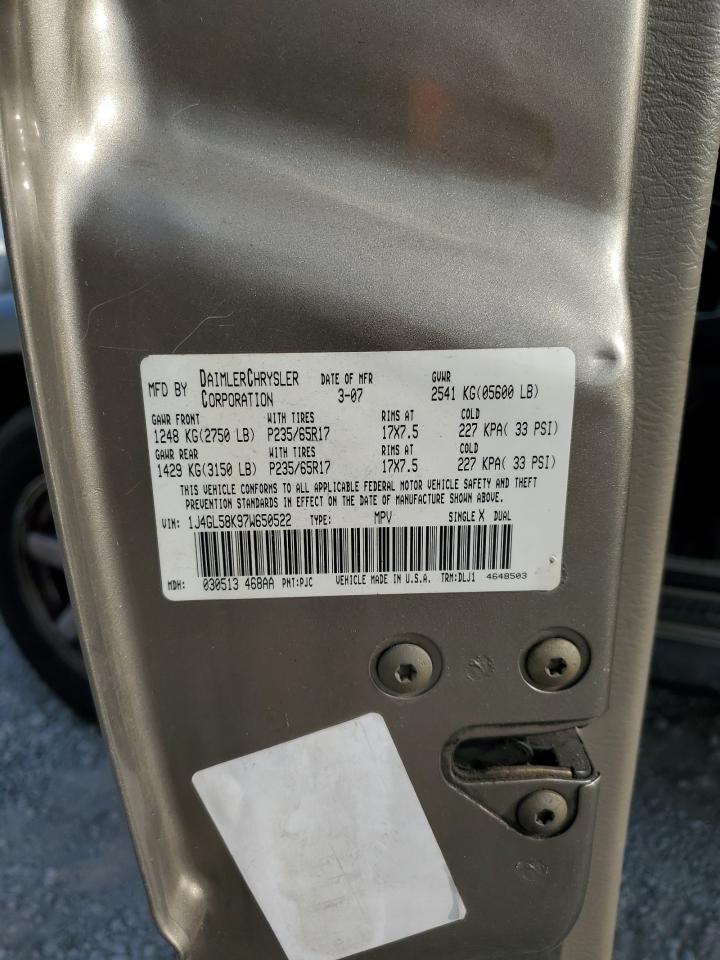 MFD BY DAIMLERCHRYSLER CORPORATION DATE OF MFR 3-07 GVWR 2541 KG(05600 LB)
GAWR FRONT WITH TIRES RIMS AT COLD
1248 KG(2750 LB) P235/65R17 17X7.5 227 KPA( 33 PSI)
GAWR REAR WITH TIRES RIMS AT COLD
1429 KG(3150 LB) P235/65R17 17X7.5 227 KPA( 33 PSI)
THIS VEHICLE CONFORMS TO ALL APPLICABLE FEDERAL MOTOR VEHICLE SAFETY AND THEFT
PREVENTION STANDARDS IN EFFECT ON THE DATE OF MANUFACTURE SHOWN ABOVE.
VIN: 1J4GL58K97W650522 TYPE: MPV SINGLE X DUAL
MDH: 030513 468AA PNT:PJC VEHICLE MADE IN U.S.A. TRM:DLJ1 4648503